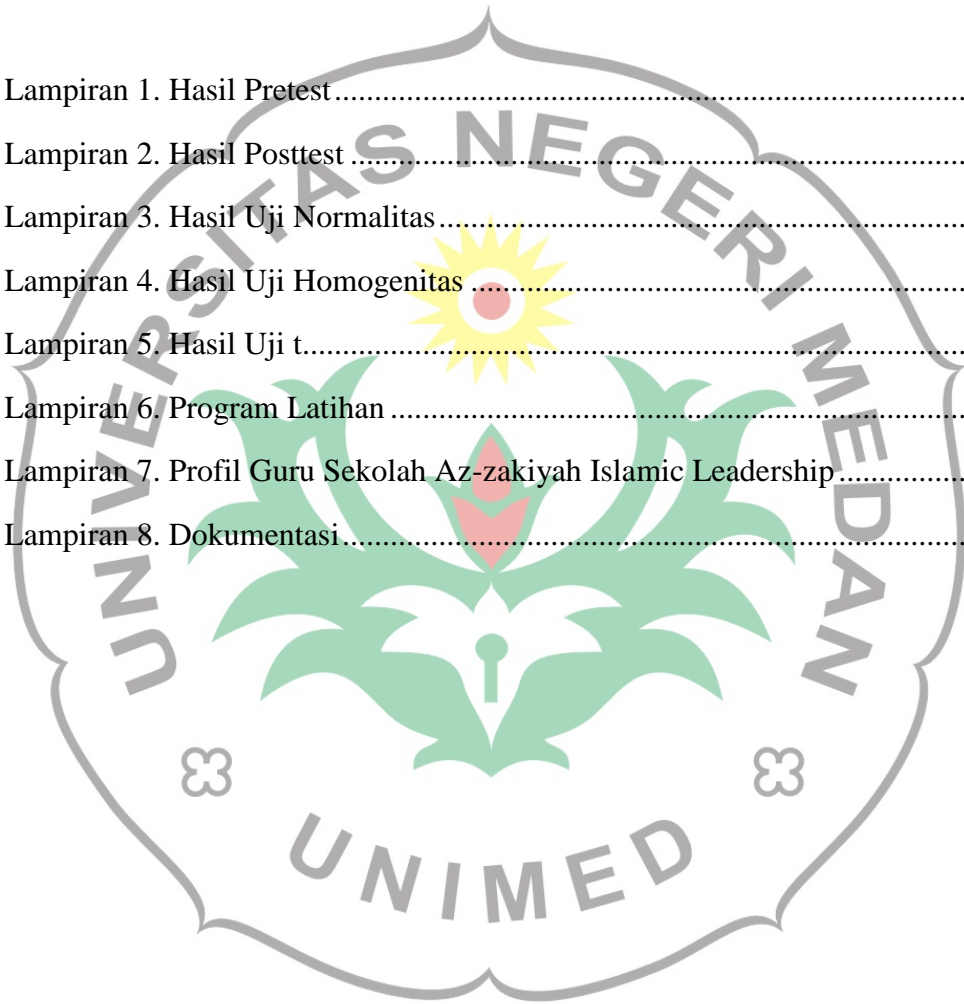 Lampiran 1. Hasil Pretest........................................................................................
Lampiran 2. Hasil Posttest......................................................................................
Lampiran 3. Hasil Uji Normalitas...........................................................................
Lampiran 4. Hasil Uji Homogenitas.......................................................................
Lampiran 5. Hasil Uji t............................................................................................
Lampiran 6. Program Latihan.................................................................................
Lampiran 7. Profil Guru Sekolah Az-zakiyah Islamic Leadership................
Lampiran 8. Dokumentasi.......................................................................................
UNIVERSITAS NEGERI MEDAN
UNIMED